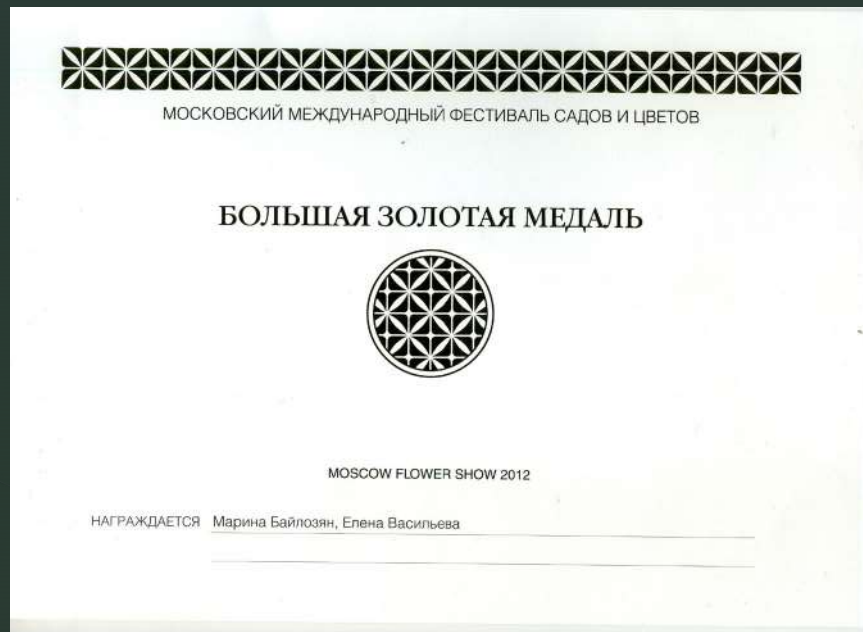 МОСКОВСКИЙ МЕЖДУНАРОДНЫЙ ФЕСТИВАЛЬ САДОВ И ЦВЕТОВ
БОЛЬШАЯ ЗОЛОТАЯ МЕДАЛЬ
MOSCOW FLOWER SHOW 2012
НАГРАЖДАЕТСЯ Марина Байлозян, Елена Васильева